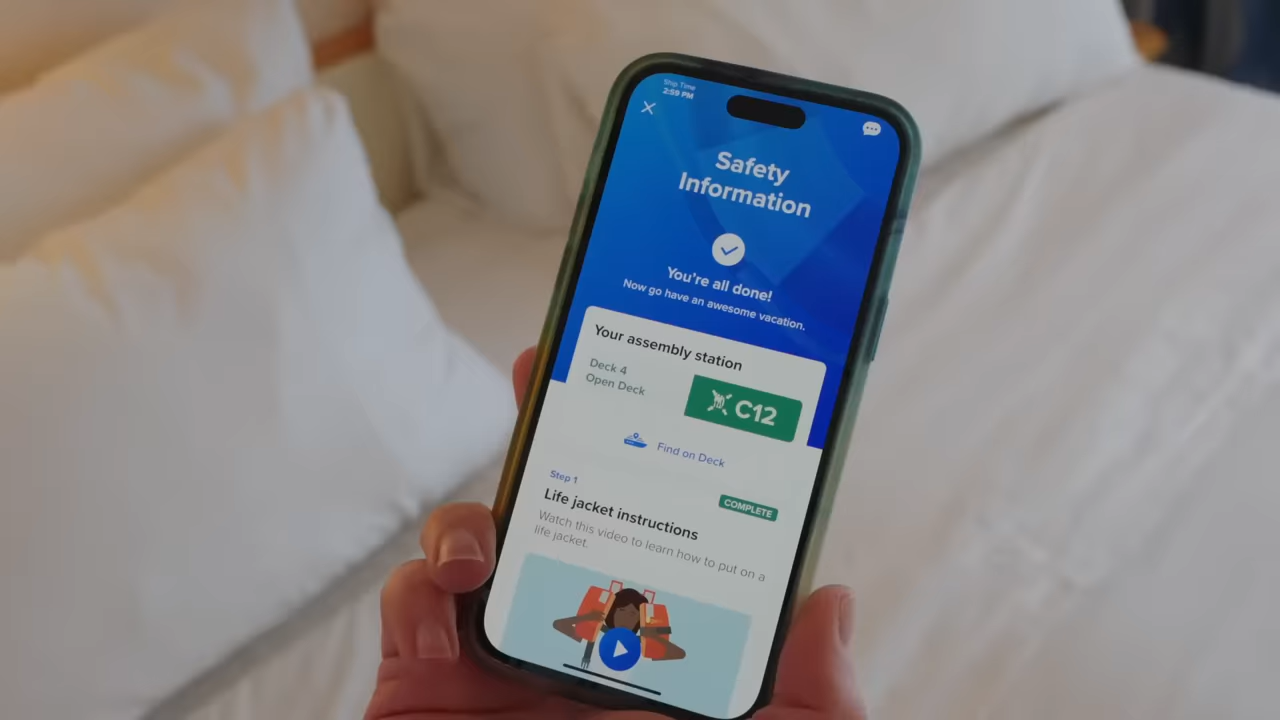 Ship Time
2:59 PM
Safety
Information
You're all done!
Now go have an awesome vacation.
Your assembly station
Deck 4
Open Deck
C12
Find on Deck
Step 1
COMPLETE
Life jacket instructions
Watch this video to learn how to put on a
life jacket.